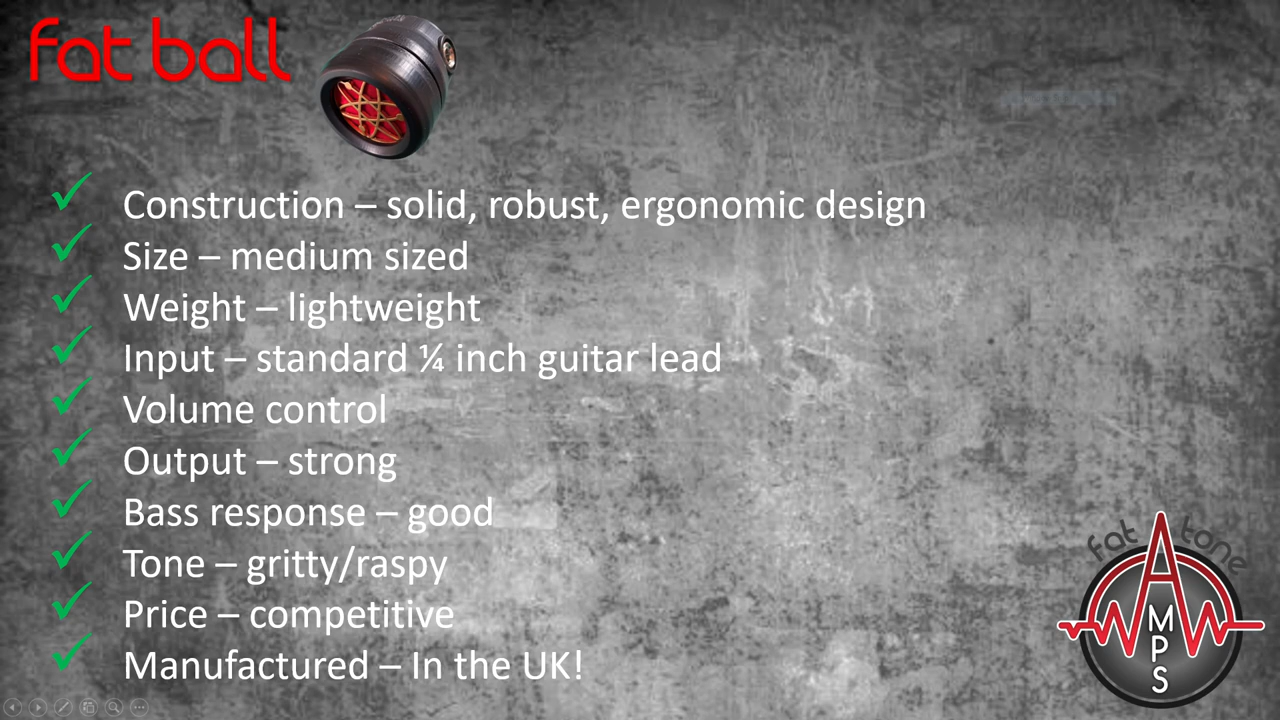 fat ball
Construction – solid, robust, ergonomic design
Size – medium sized
Weight – lightweight
Input – standard ¼ inch guitar lead
Volume control
Output – strong
Bass response – good
Tone – gritty/raspy
Price – competitive
Manufactured – In the UK!
fat tone
AMPS